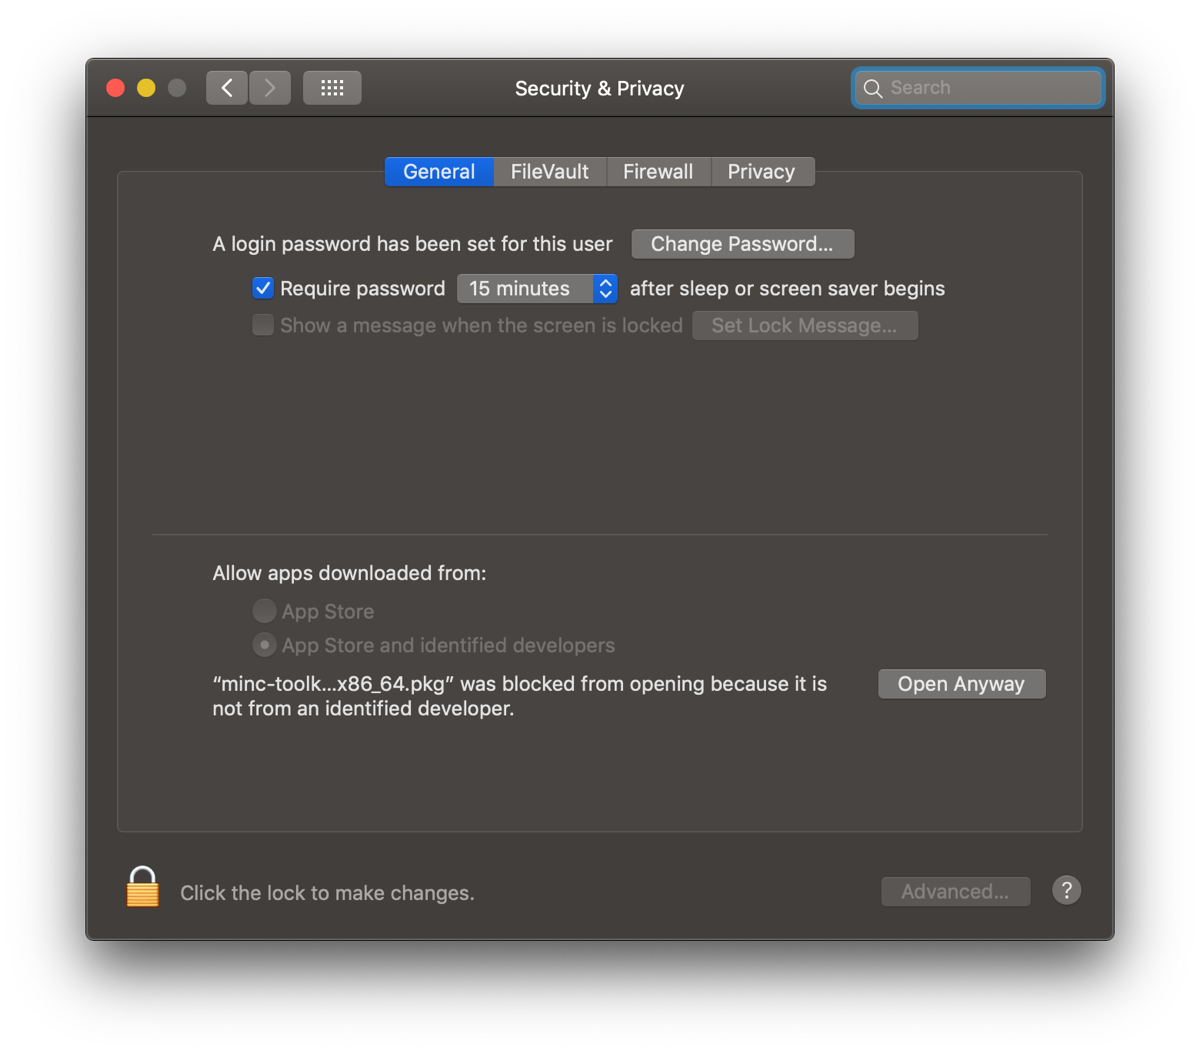 Security & Privacy
Search
General
FileVault
Firewall
Privacy
A login password has been set for this user
Change Password...
Require password
15 minutes
after sleep or screen saver begins
Show a message when the screen is locked
Set Lock Message...
Allow apps downloaded from:
App Store
App Store and identified developers
“minc-toolk...x86_64.pkg” was blocked from opening because it is
not from an identified developer.
Open Anyway
Click the lock to make changes.
Advanced...
?